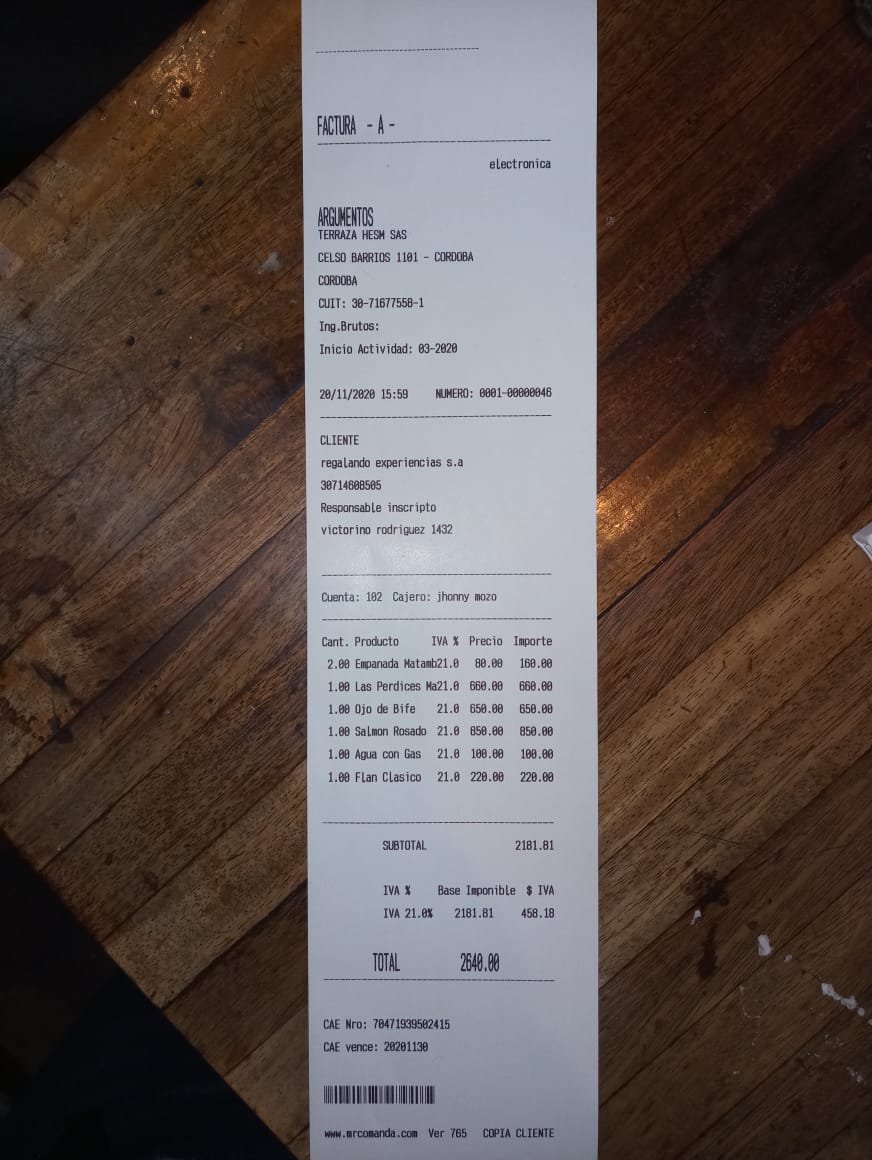 FACTURA - A -
electronica
ARGUMENTOS
TERRAZA HESM SAS
CELSO BARRIOS 1101 - CORDOBA
CORDOBA
CUIT: 30-71677558-1
Ing.Brutos:
Inicio Actividad: 03-2020
20/11/2020 15:59 NUMERO: 0001-00000046
CLIENTE
regalando experiencias s.a
30714608505
Responsable inscripto
victorino rodriguez 1432
Cuenta: 102 Cajero: jhonny mozo
Cant. Producto IVA % Precio Importe
2.00 Empanada Matamb21.0 80.00 160.00
1.00 Las Perdices Ma21.0 660.00 660.00
1.00 Ojo de Bife 21.0 650.00 650.00
1.00 Salmon Rosado 21.0 850.00 850.00
1.00 Agua con Gas 21.0 100.00 100.00
1.00 Flan Clasico 21.0 220.00 220.00
SUBTOTAL 2181.81
IVA % Base Imponible $ IVA
IVA 21.0% 2181.81 458.18
TOTAL 2640.00
CAE Nro: 70471939502415
CAE vence: 20201130
www.mrcomanda.com Ver 765 COPIA CLIENTE